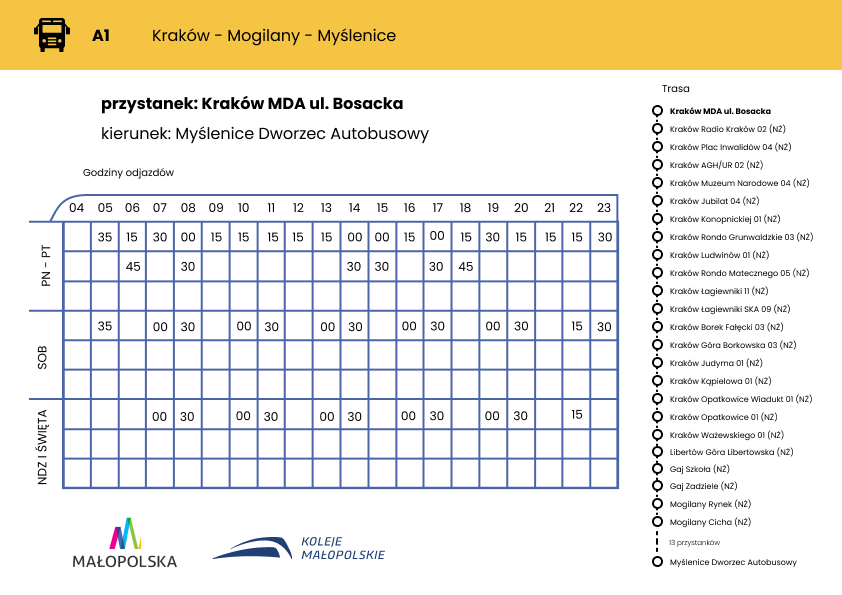 A1 Kraków - Mogilany - Myślenice
przystanek: Kraków MDA ul. Bosacka
kierunek: Myślenice Dworzec Autobusowy
Godziny odjazdów
04 05 06 07 08 09 10 11 12 13 14 15 16 17 18 19 20 21 22 23
PN - PT
35 15 30 00 15 15 15 15 15 00 00 15 00 15 30 15 15 15 30
45 30 30 30 30 45
SOB
35 00 30 00 30 00 30 00 30 00 30 15 30
NDZ I ŚWIĘTA
00 30 00 30 00 30 00 30 00 30 15
MAŁOPOLSKA
KOLEJE
MAŁOPOLSKIE
Trasa
Kraków MDA ul. Bosacka
Kraków Radio Kraków 02 (NŻ)
Kraków Plac Inwalidów 04 (NŻ)
Kraków AGH/UR 02 (NŻ)
Kraków Muzeum Narodowe 04 (NŻ)
Kraków Jubilat 04 (NŻ)
Kraków Konopnickiej 01 (NŻ)
Kraków Rondo Grunwaldzkie 03 (NŻ)
Kraków Ludwinów 01 (NŻ)
Kraków Rondo Matecznego 05 (NŻ)
Kraków Łagiewniki 11 (NŻ)
Kraków Łagiewniki SKA 09 (NŻ)
Kraków Borek Fałęcki 03 (NŻ)
Kraków Góra Borkowska 03 (NŻ)
Kraków Judyma 01 (NŻ)
Kraków Kąpielowa 01 (NŻ)
Kraków Opatkowice Wiadukt 01 (NŻ)
Kraków Opatkowice 01 (NŻ)
Kraków Ważewskiego 01 (NŻ)
Libertów Góra Libertowska (NŻ)
Gaj Szkoła (NŻ)
Gaj Zadziele (NŻ)
Mogilany Rynek (NŻ)
Mogilany Cicha (NŻ)
13 przystanków
Myślenice Dworzec Autobusowy